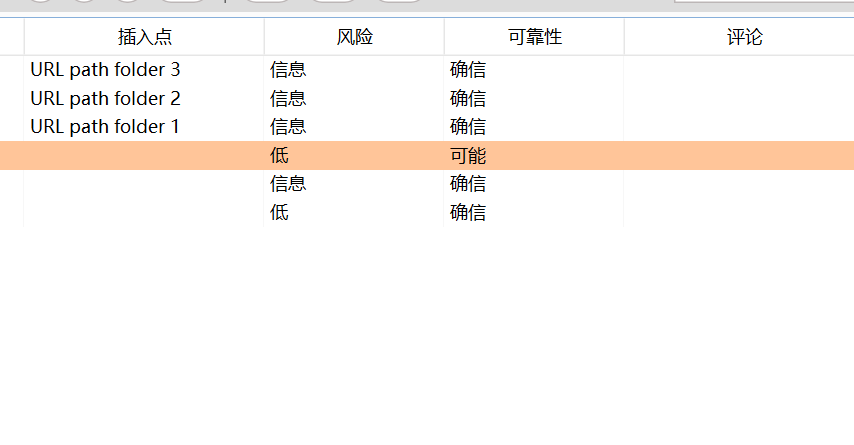 插入点 风险 可靠性 评论
URL path folder 3 信息 确信
URL path folder 2 信息 确信
URL path folder 1 信息 确信
低 可能
信息 确信
低 确信